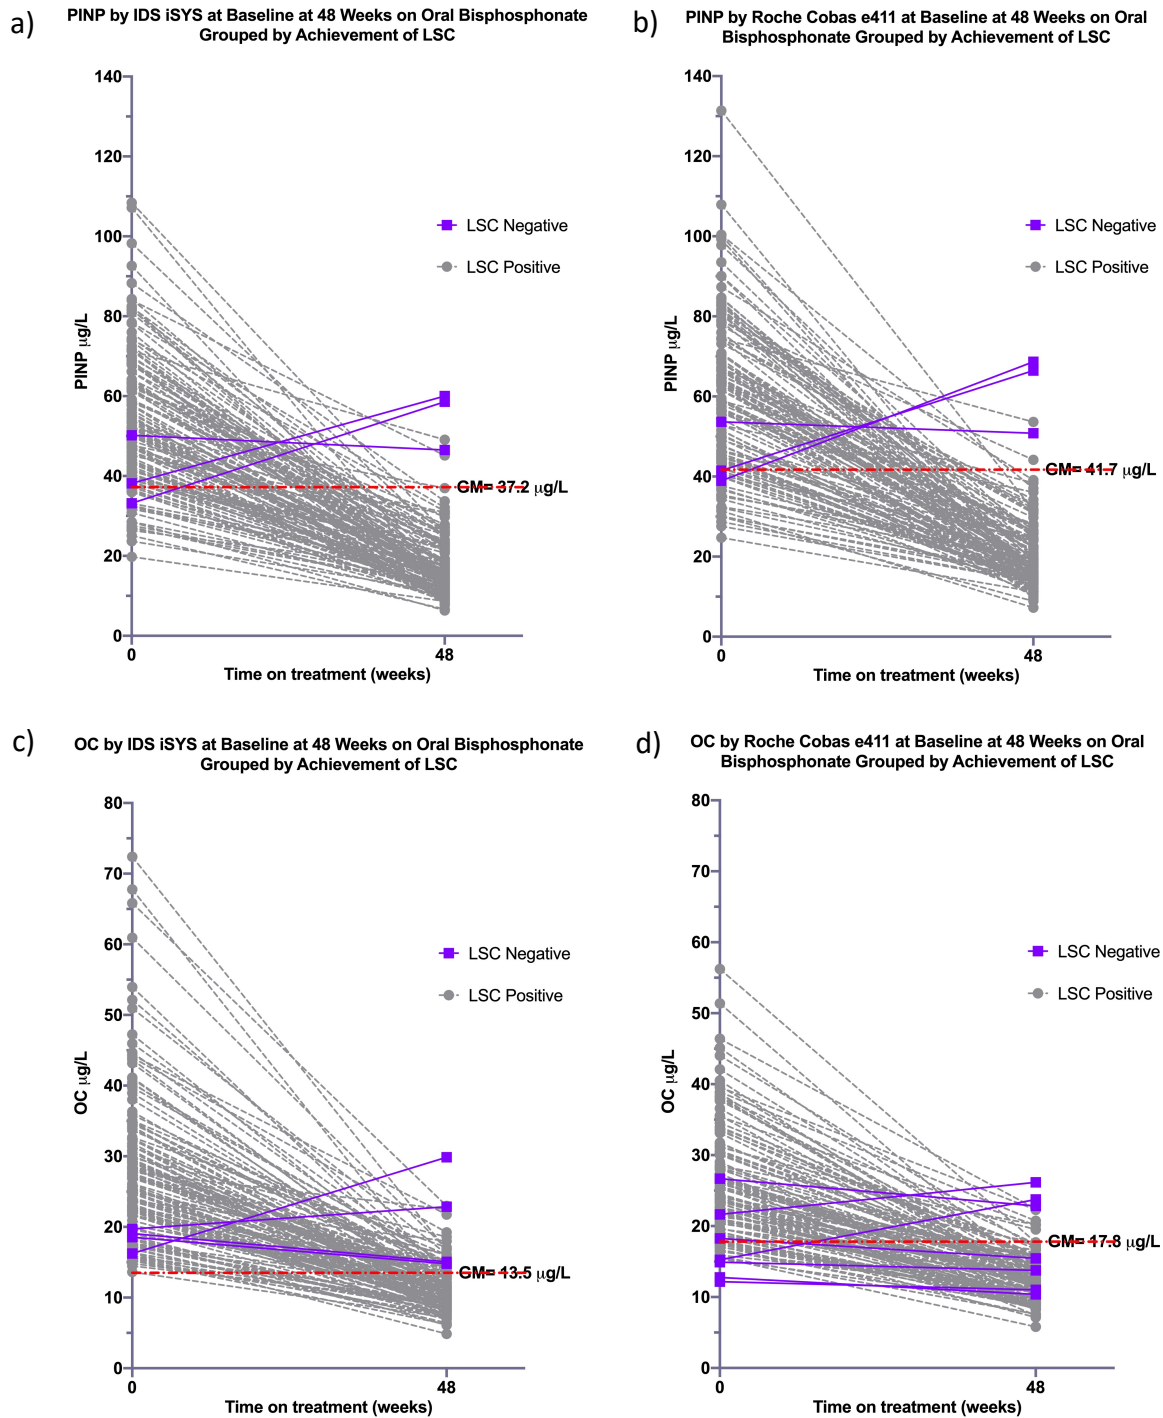 a)
PINP by IDS iSYS at Baseline at 48 Weeks on Oral Bisphosphonate
Grouped by Achievement of LSC
140
120
100
80
60
40
20
0
PINP µg/L
LSC Negative
LSC Positive
GM= 37.2 µg/L
0
48
Time on treatment (weeks)
b)
PINP by Roche Cobas e411 at Baseline at 48 Weeks on Oral
Bisphosphonate Grouped by Achievement of LSC
140
120
100
80
60
40
20
0
PINP µg/L
LSC Negative
LSC Positive
GM= 41.7 µg/L
0
48
Time on treatment (weeks)
c)
OC by IDS iSYS at Baseline at 48 Weeks on Oral Bisphosphonate
Grouped by Achievement of LSC
80
70
60
50
40
30
20
10
0
OC µg/L
LSC Negative
LSC Positive
GM= 13.5 µg/L
0
48
Time on treatment (weeks)
d)
OC by Roche Cobas e411 at Baseline at 48 Weeks on Oral
Bisphosphonate Grouped by Achievement of LSC
80
70
60
50
40
30
20
10
0
OC µg/L
LSC Negative
LSC Positive
GM= 17.8 µg/L
0
48
Time on treatment (weeks)